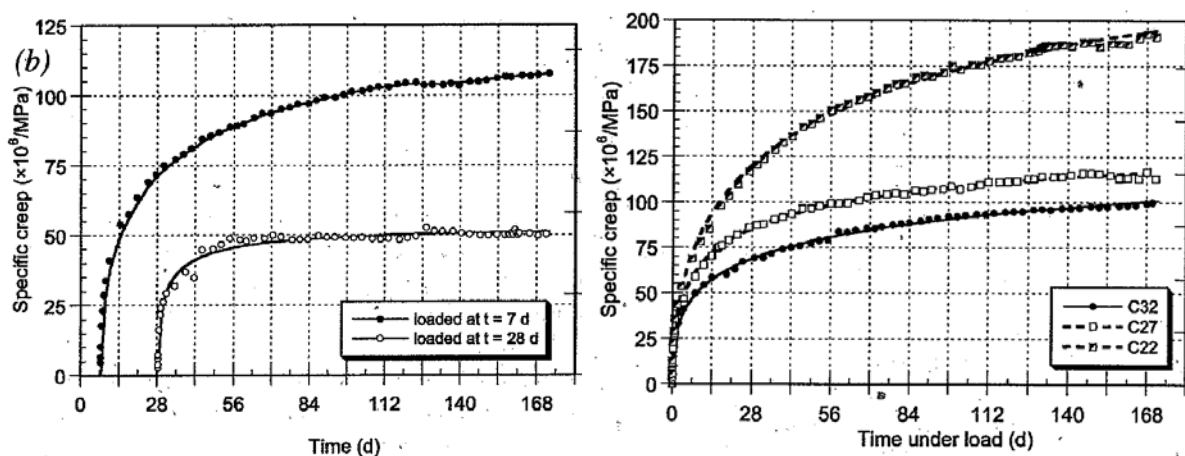 (b)
Specific creep (×10⁶/MPa)
125
100
75
50
25
0
0 28 56 84 112 140 168
Time (d)
loaded at t = 7 d
loaded at t = 28 d
Specific creep (×10⁶/MPa)
200
175
150
125
100
75
50
25
0
0 28 56 84 112 140 168
Time under load (d)
C32
C27
C22